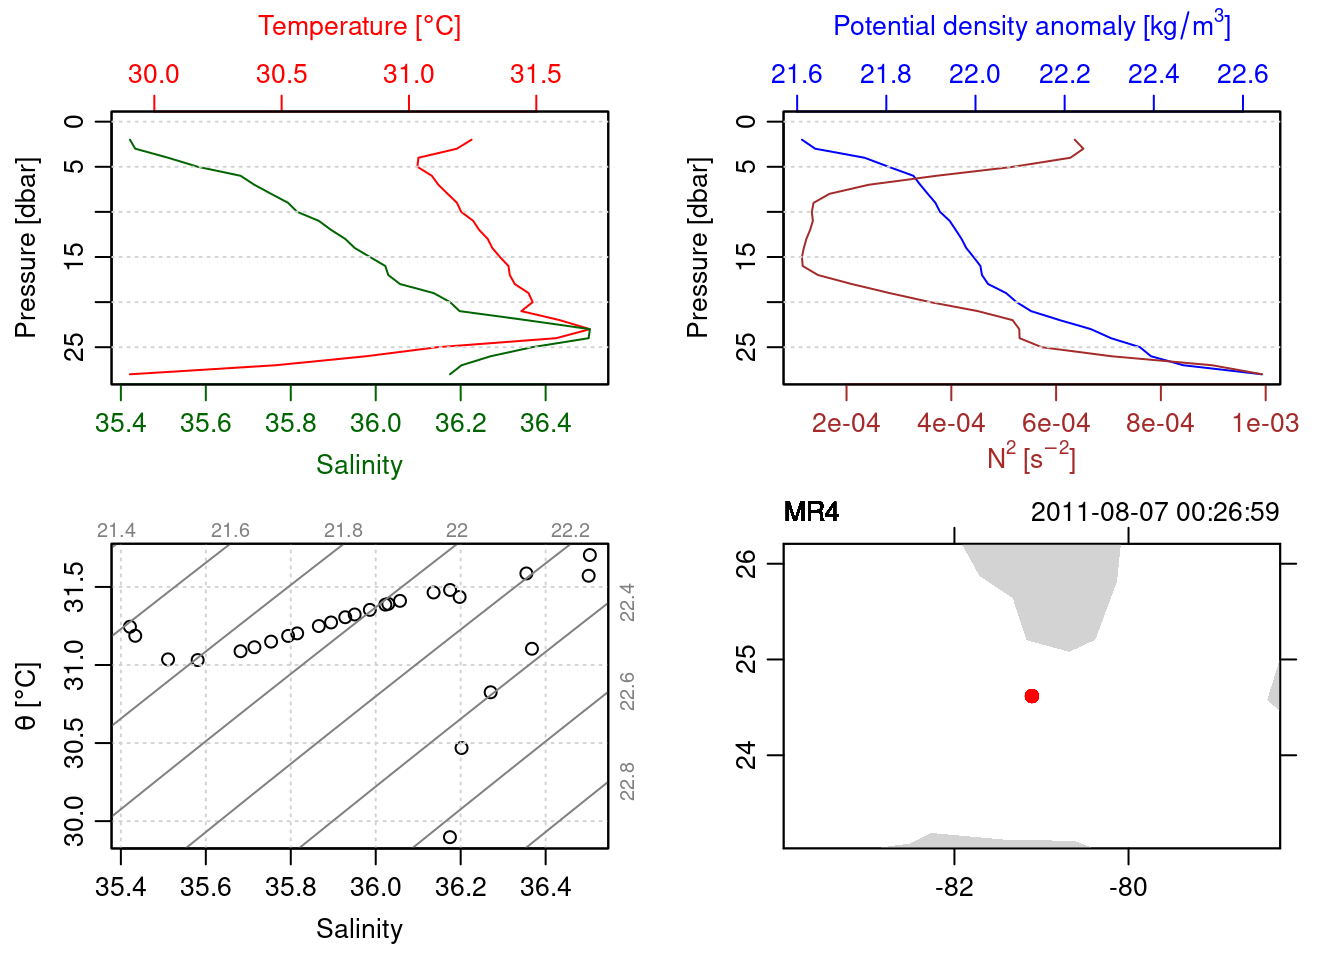 Temperature [°C]
30.0 30.5 31.0 31.5
Pressure [dbar]
0
5
15
25
35.4 35.6 35.8 36.0 36.2 36.4
Salinity
Potential density anomaly [kg/m³]
21.6 21.8 22.0 22.2 22.4 22.6
Pressure [dbar]
0
5
15
25
2e-04 4e-04 6e-04 8e-04 1e-03
N² [s⁻²]
21.4 21.6 21.8 22 22.2
22.4
22.6
22.8
θ [°C]
31.5
31.0
30.5
30.0
35.4 35.6 35.8 36.0 36.2 36.4
Salinity
MR4 2011-08-07 00:26:59
26
25
24
-82 -80